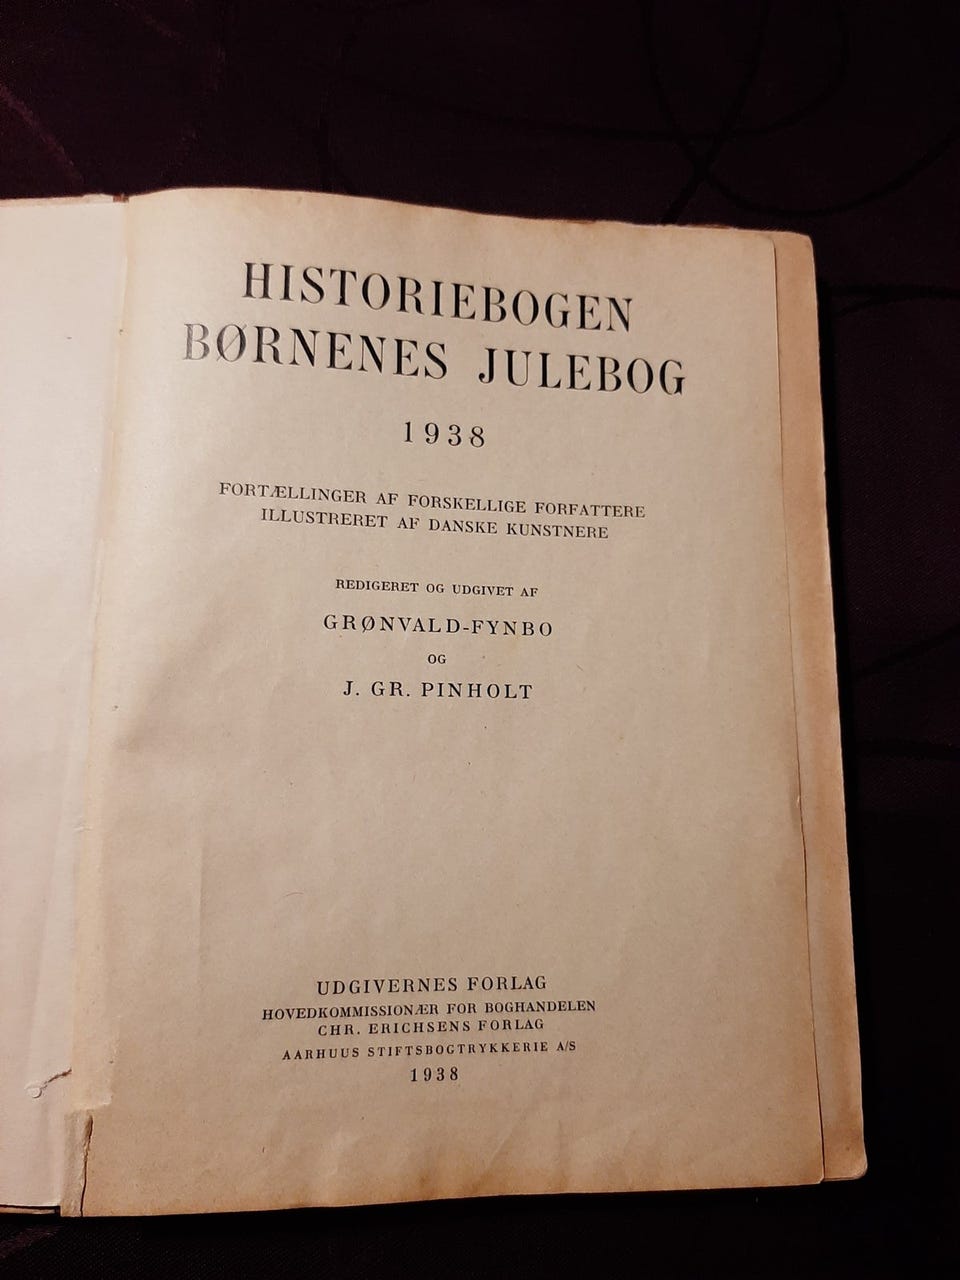 HISTORIEBOGEN
BØRNENES JULEBOG
1938
FORTÆLLINGER AF FORSKELLIGE FORFATTERE
ILLUSTRERET AF DANSKE KUNSTNERE
REDIGERET OG UDGIVET AF
GRØNVALD-FYNBO
OG
J. GR. PINHOLT
UDGIVERNES FORLAG
HOVEDKOMMISSIONÆR FOR BOGHANDELEN
CHR. ERICHSENS FORLAG
AARHUUS STIFTSBOGTRYKKERIE A/S
1938